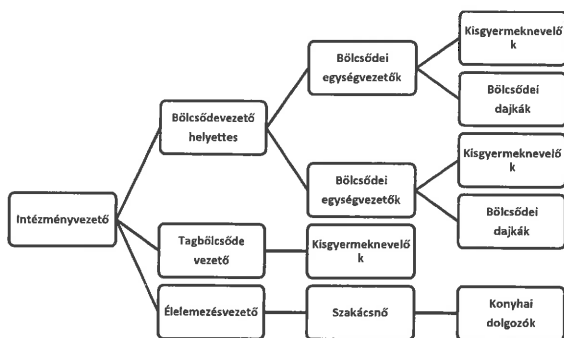 Kisgyermeknevelő
k
Bölcsődei
egységvezetők
Bölcsődei
dajkák
Bölcsődevezető
helyettes
Kisgyermeknevelő
k
Bölcsődei
egységvezetők
Bölcsődei
dajkák
Intézményvezető
Tagbölcsőde
vezető
Kisgyermeknevelő
k
Élelemezésvezető
Szakácsnő
Konyhai
dolgozók